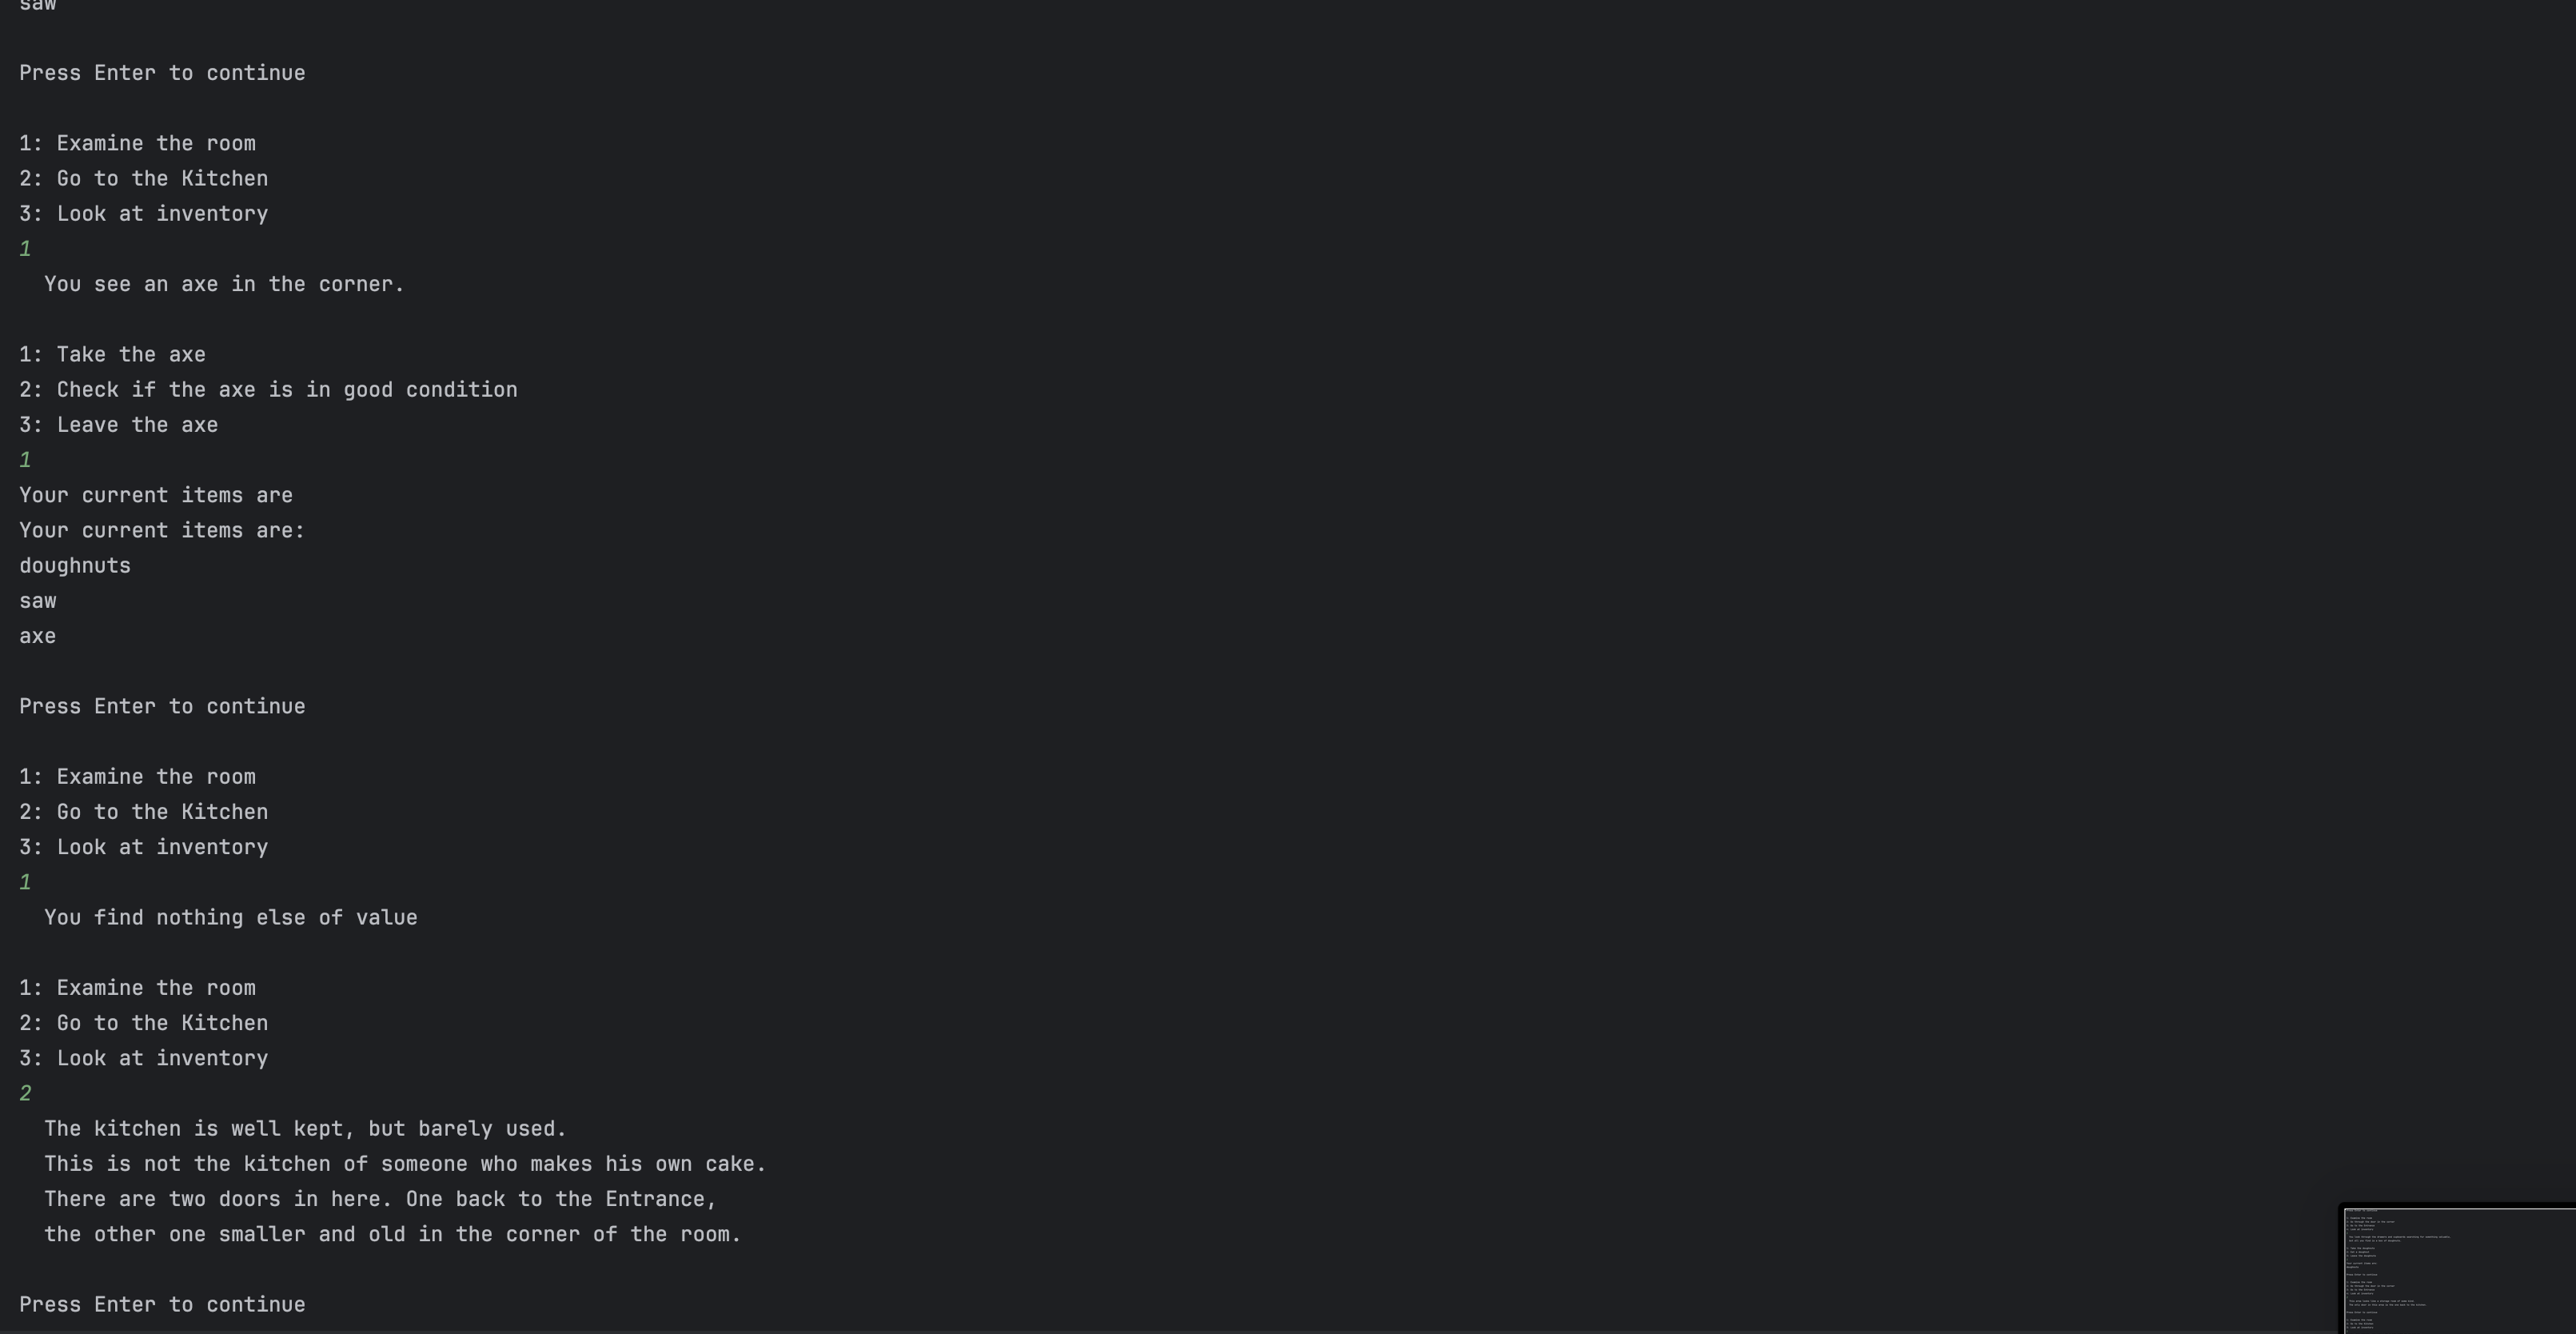 saw
Press Enter to continue
1: Examine the room
2: Go to the Kitchen
3: Look at inventory
1
You see an axe in the corner.
1: Take the axe
2: Check if the axe is in good condition
3: Leave the axe
1
Your current items are
Your current items are:
doughnuts
saw
axe
Press Enter to continue
1: Examine the room
2: Go to the Kitchen
3: Look at inventory
1
You find nothing else of value
1: Examine the room
2: Go to the Kitchen
3: Look at inventory
2
The kitchen is well kept, but barely used.
This is not the kitchen of someone who makes his own cake.
There are two doors in here. One back to the Entrance,
the other one smaller and old in the corner of the room.
Press Enter to continue